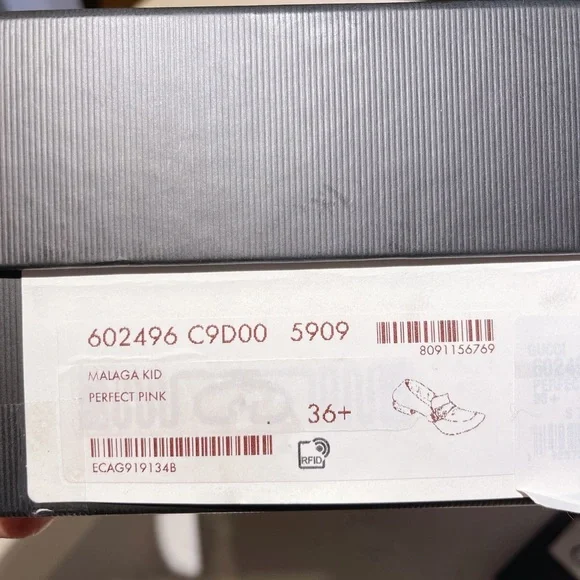 602496 C9D00 5909
8091156769
MALAGA KID
PERFECT PINK
36+
ECAG919134B
RFID